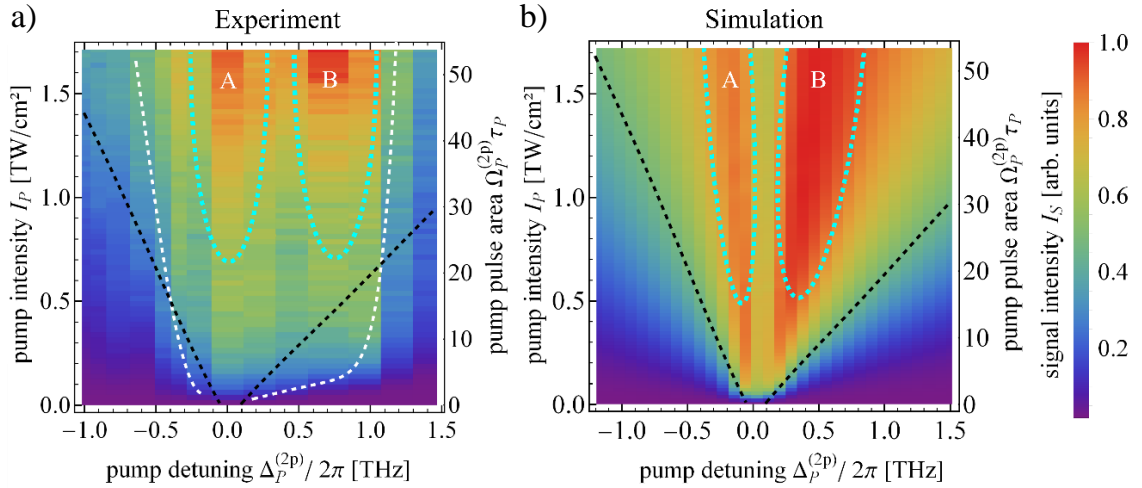 a)
Experiment
A
B
pump intensity I_P [TW/cm²]
0.0
0.5
1.0
1.5
pump pulse area Ω_P^(2p) τ_P
0
10
20
30
40
50
−1.0
−0.5
0.0
0.5
1.0
1.5
pump detuning Δ_P^(2p) / 2π [THz]
b)
Simulation
A
B
pump intensity I_P [TW/cm²]
0.0
0.5
1.0
1.5
pump pulse area Ω_P^(2p) τ_P
0
10
20
30
40
50
−1.0
−0.5
0.0
0.5
1.0
1.5
pump detuning Δ_P^(2p) / 2π [THz]
signal intensity I_S [arb. units]
1.0
0.8
0.6
0.4
0.2